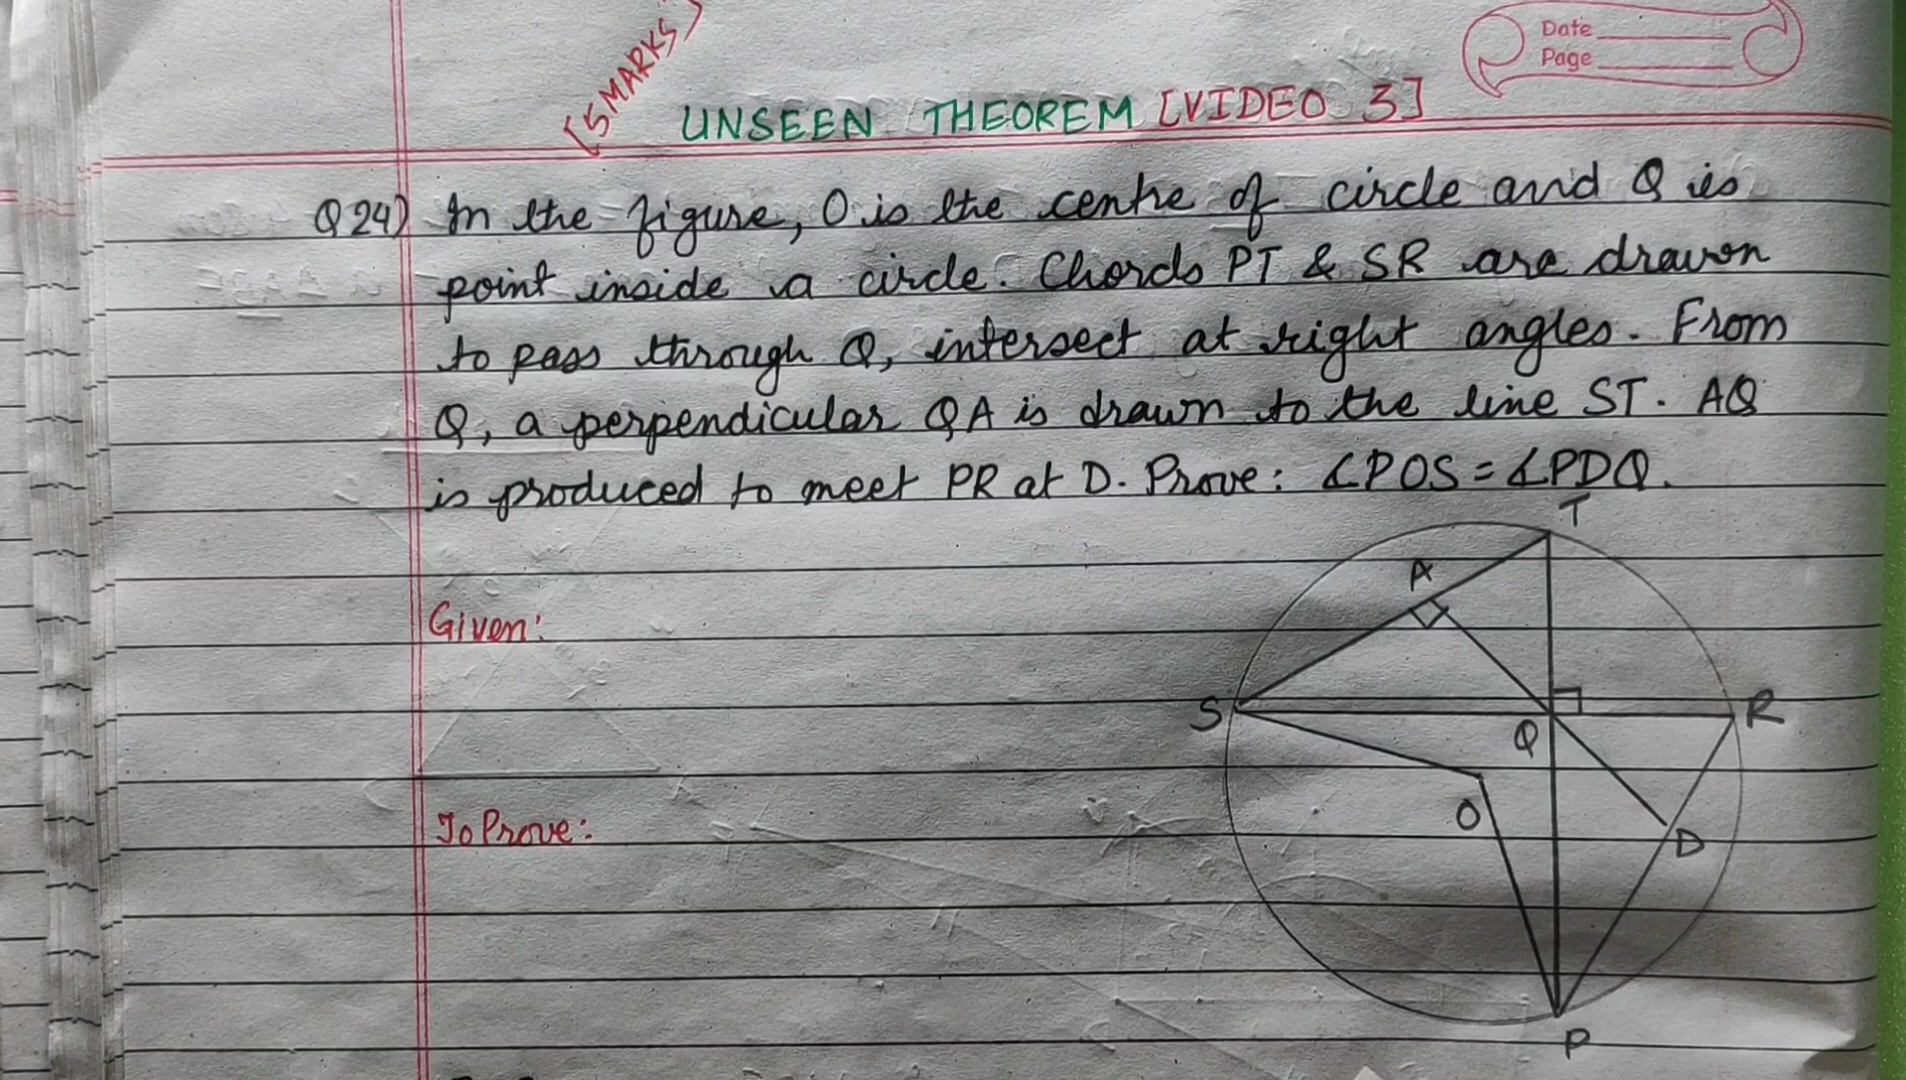 Date
Page
[5MARKS]
UNSEEN THEOREM [VIDEO 3]
Q24) In the figure, O is the centre of circle and Q is
point inside a circle. Chords PT & SR are drawn
to pass through Q, intersect at right angles. From
Q, a perpendicular QA is drawn to the line ST. AQ
is produced to meet PR at D. Prove: ∠POS = ∠PDQ.
T
A
Given:
S
R
Q
O
To Prove:
D
P